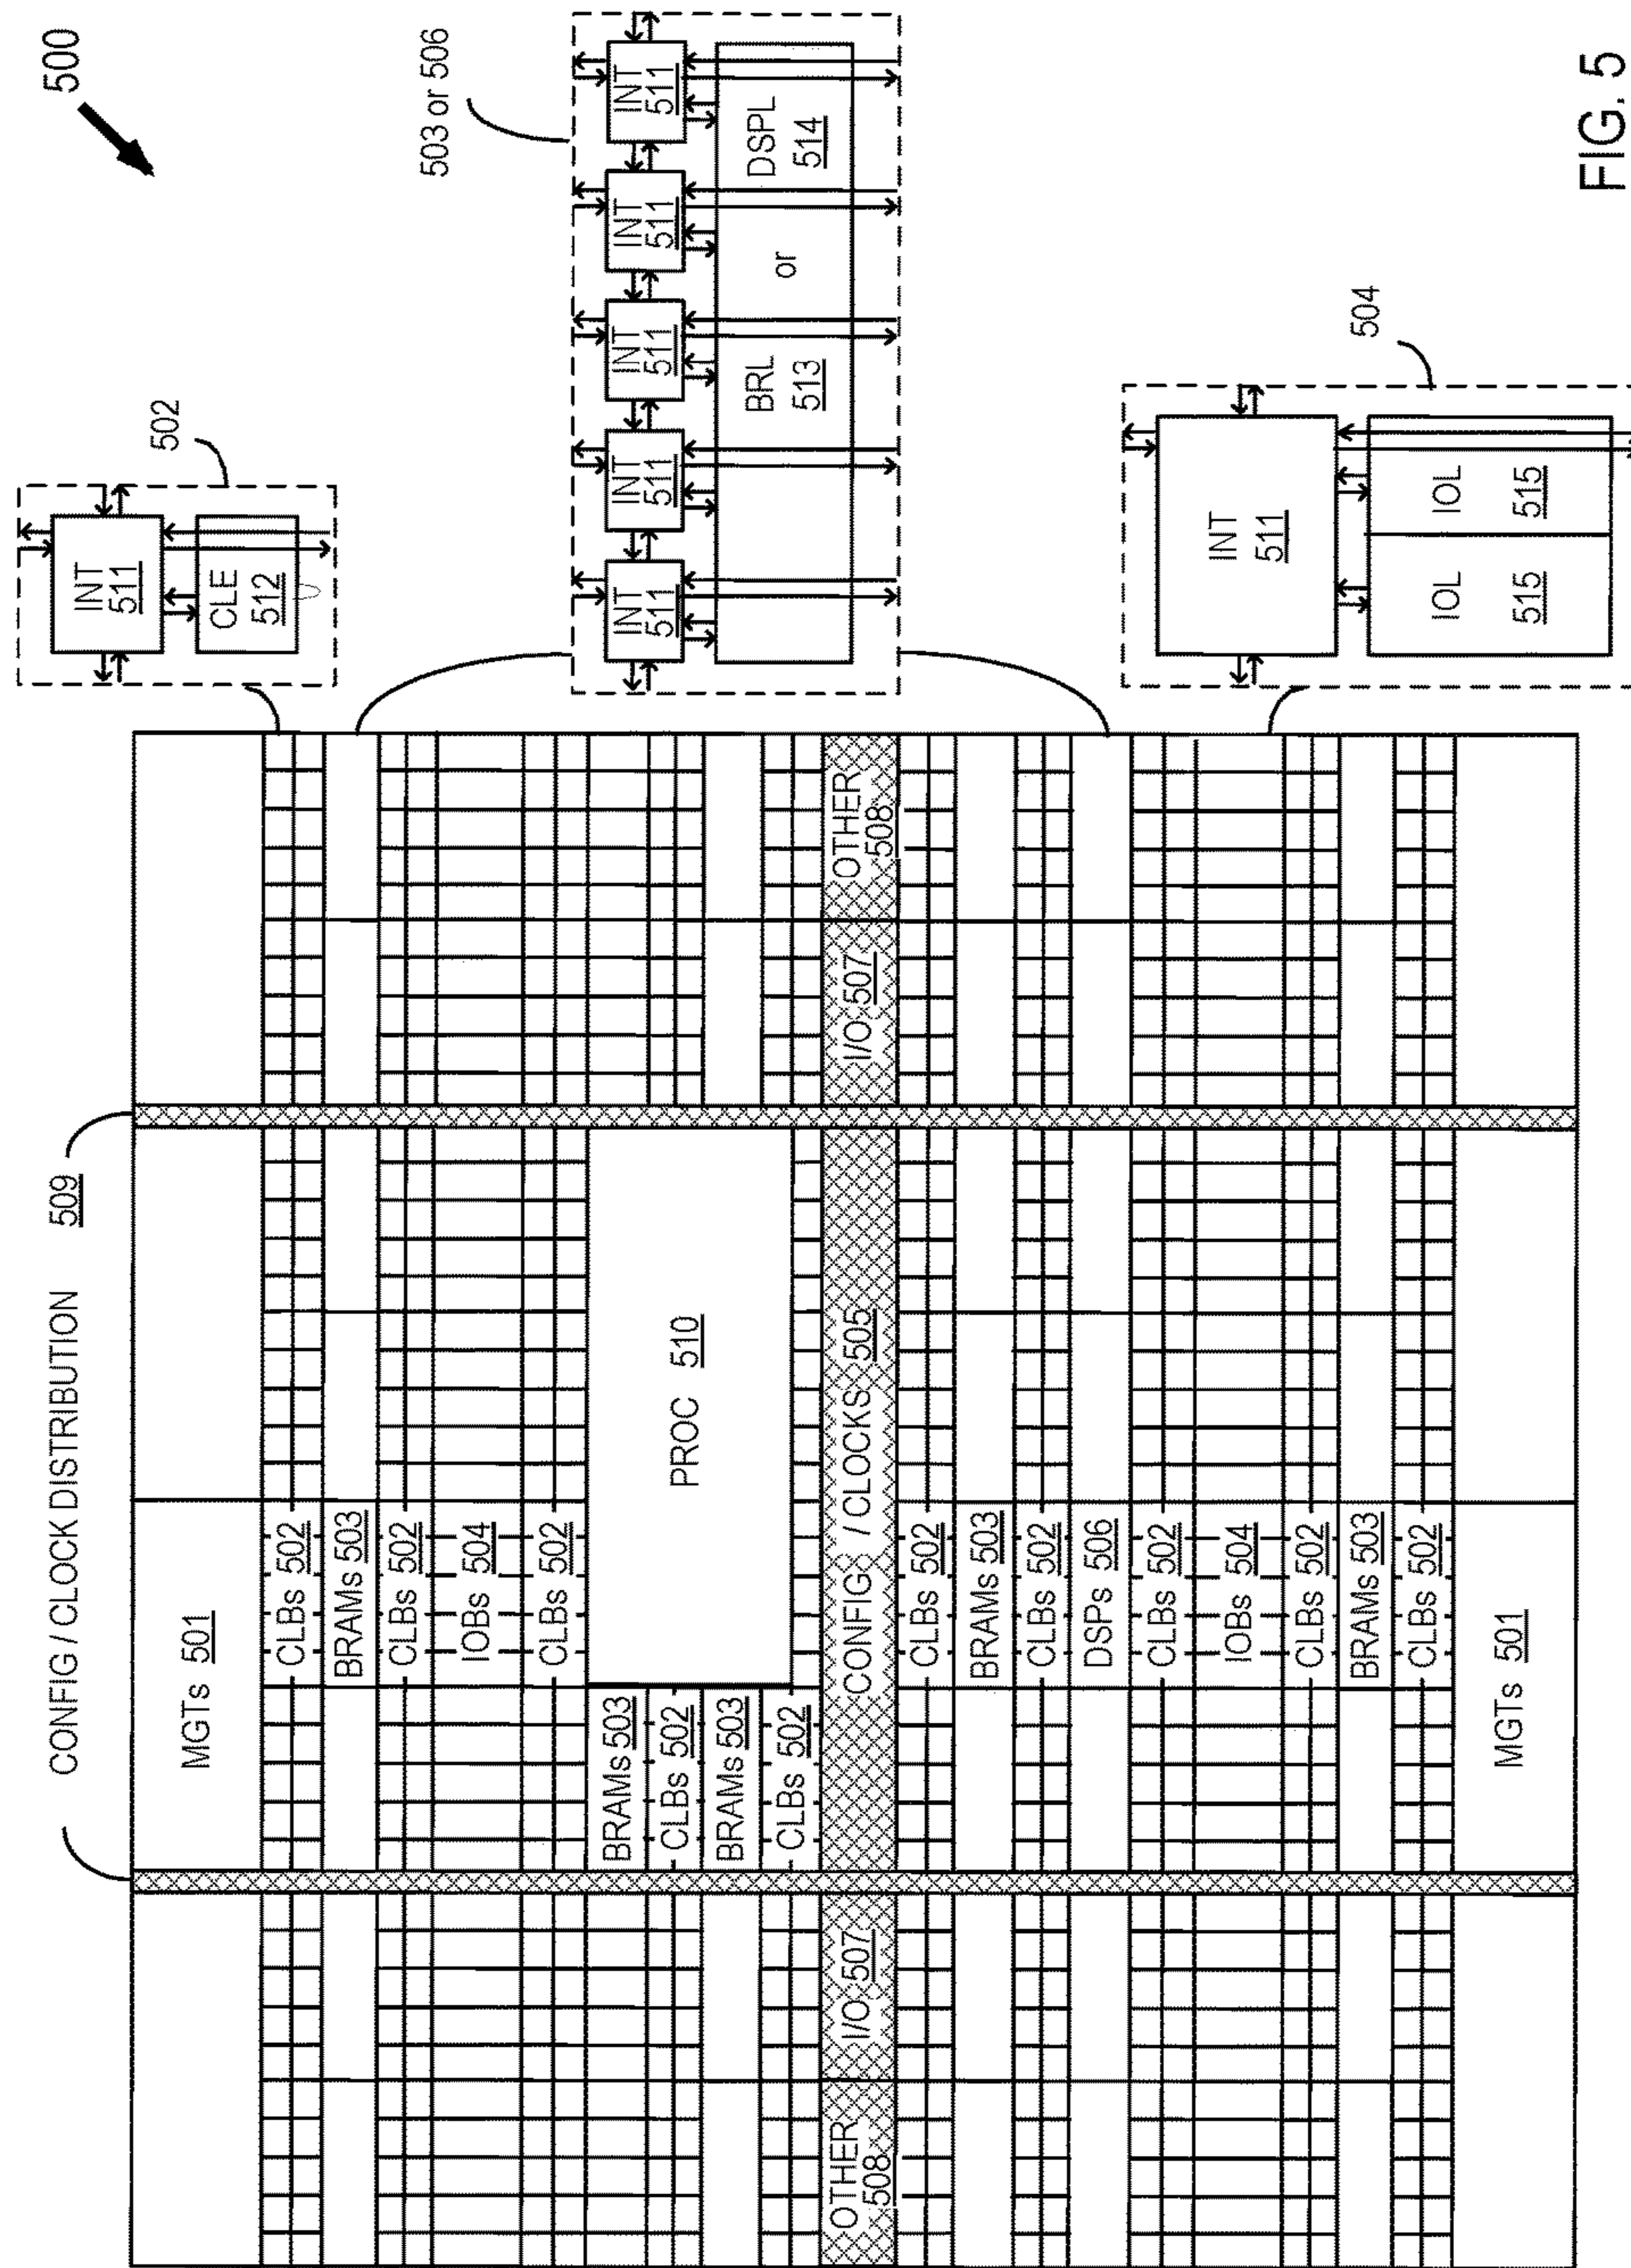 500
CONFIG / CLOCK DISTRIBUTION 509
MGTs 501
CLBs 502
BRAMs 503
CLBs 502
IOBs 504
CLBs 502
PROC 510
BRAMs 503
CLBs 502
BRAMs 503
CLBs 502
OTHER
508
I/O 507
CONFIG / CLOCKS 505
I/O 507
OTHER
508
CLBs 502
BRAMs 503
CLBs 502
DSPs 506
CLBs 502
IOBs 504
CLBs 502
BRAMs 503
CLBs 502
MGTs 501
502
INT
511
CLE
512
503 or 506
INT
511
INT
511
INT
511
INT
511
INT
511
BRL
513
or
DSPL
514
504
INT
511
IOL
515
IOL
515
FIG. 5